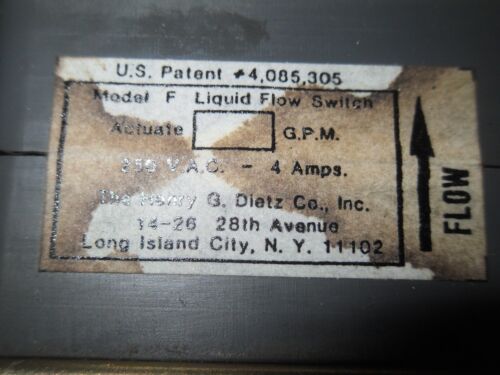 U.S. Patent #4,085,305
Model F Liquid Flow Switch
Actuate G.P.M.
250 V.A.C. - 4 Amps.
The Henry G. Dietz Co., Inc.
14-26 28th Avenue
Long Island City, N. Y. 11102
FLOW